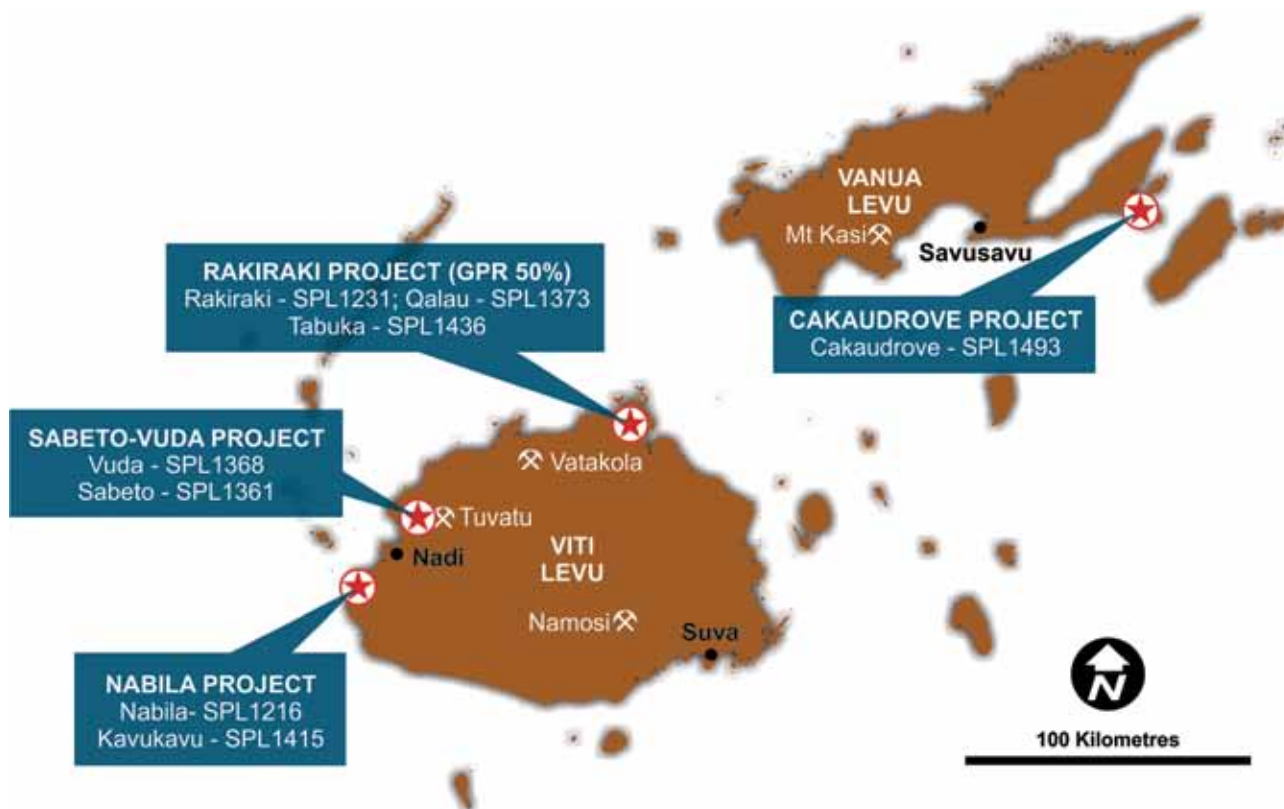 VANUA
LEVU
Mt Kasi
Savusavu
RAKIRAKI PROJECT (GPR 50%)
Rakiraki - SPL1231; Qalau - SPL1373
Tabuka - SPL1436
CAKAUDROVE PROJECT
Cakaudrove - SPL1493
SABETO-VUDA PROJECT
Vuda - SPL1368
Sabeto - SPL1361
Vatakola
Tuvatu
Nadi
VITI
LEVU
Namosi
Suva
NABILA PROJECT
Nabila- SPL1216
Kavukavu - SPL1415
N
100 Kilometres